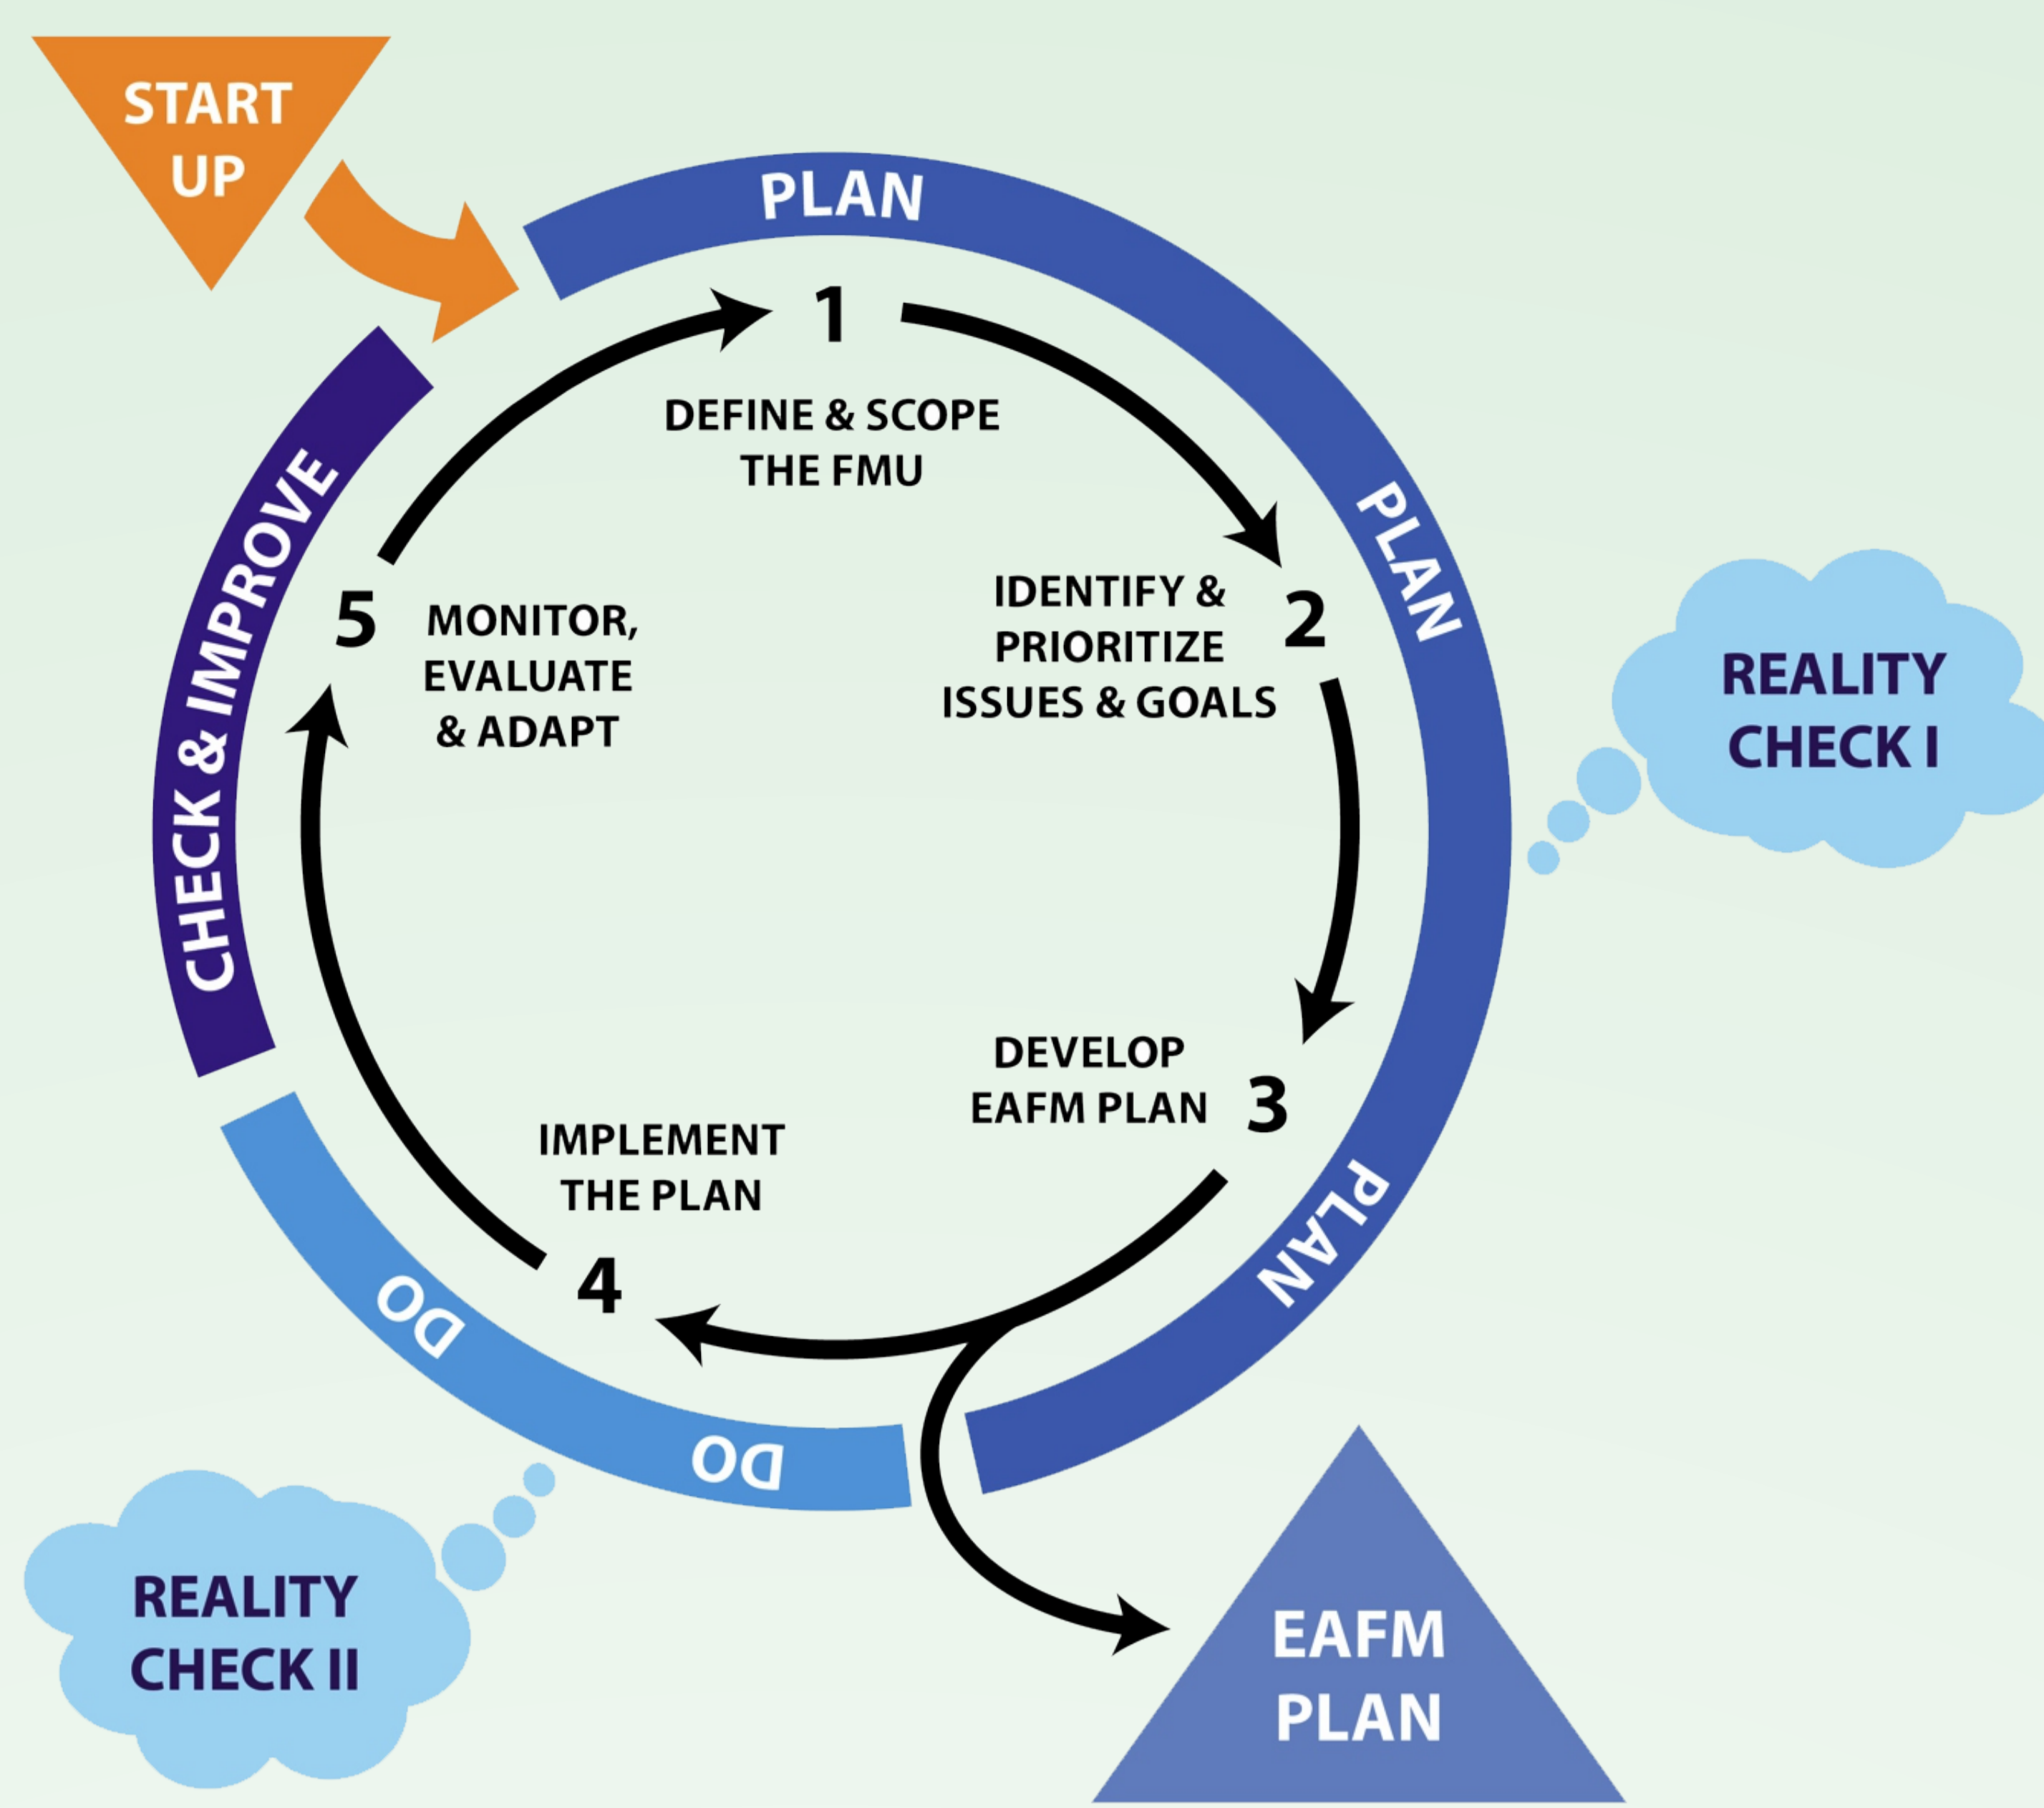 START
UP
PLAN
1
DEFINE & SCOPE
THE FMU
PLAN
2
IDENTIFY &
PRIORITIZE
ISSUES & GOALS
REALITY
CHECK I
3
DEVELOP
EAFM PLAN
PLAN
EAFM
PLAN
4
IMPLEMENT
THE PLAN
DO
DO
REALITY
CHECK II
5
MONITOR,
EVALUATE
& ADAPT
CHECK & IMPROVE